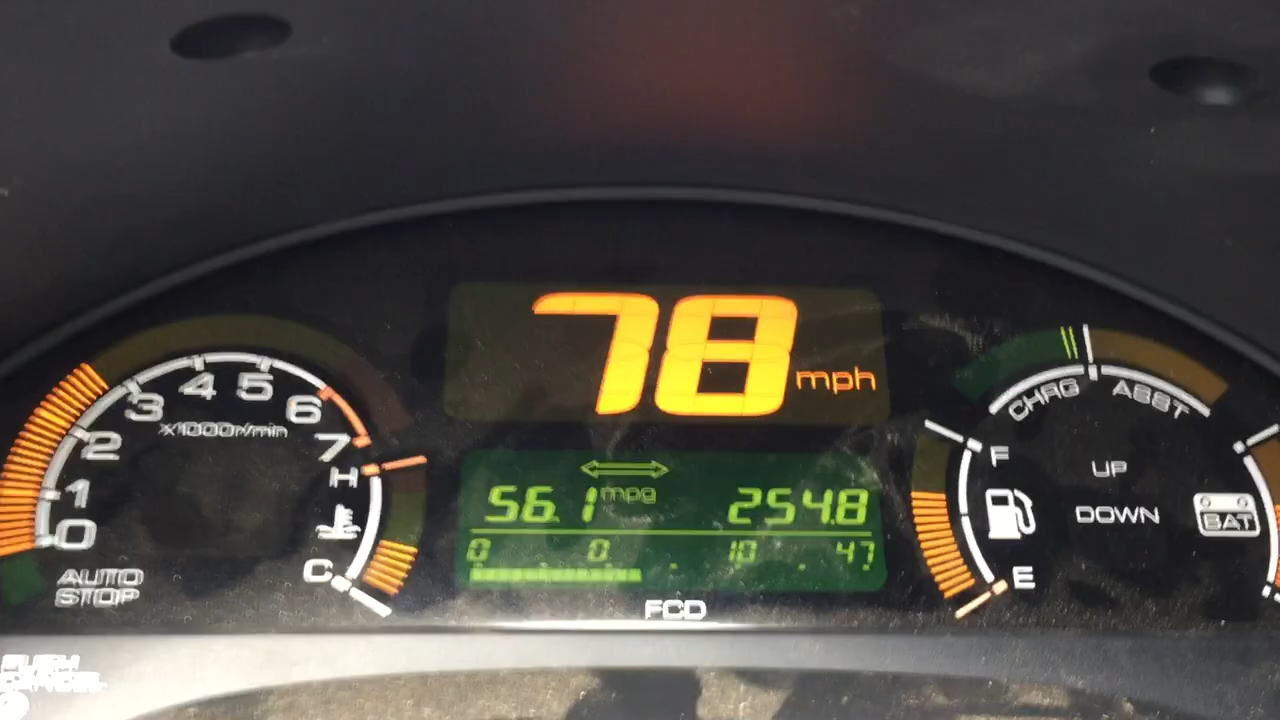 78 mph
0 1 2 3 4 5 6 7
x1000r/min
AUTO
STOP
H
C
56.1 mpg 254.8
0 0. . 10 . 47
FCD
CHRG ASST
F
E
UP
DOWN
BAT